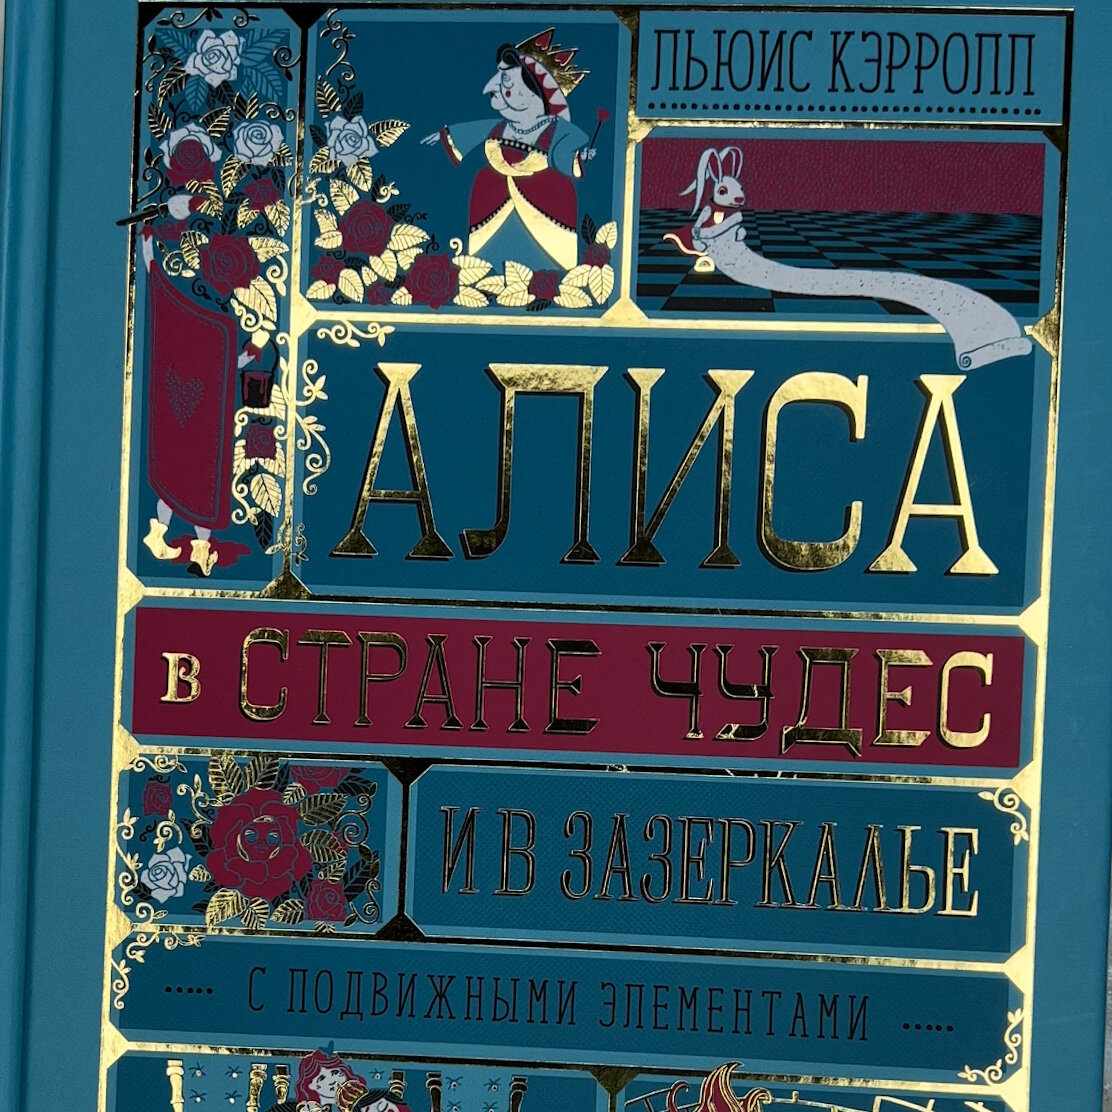 ЛЬЮИС КЭРРОЛЛ
АЛИСА
В СТРАНЕ ЧУДЕС
И В ЗАЗЕРКАЛЬЕ
С ПОДВИЖНЫМИ ЭЛЕМЕНТАМИ